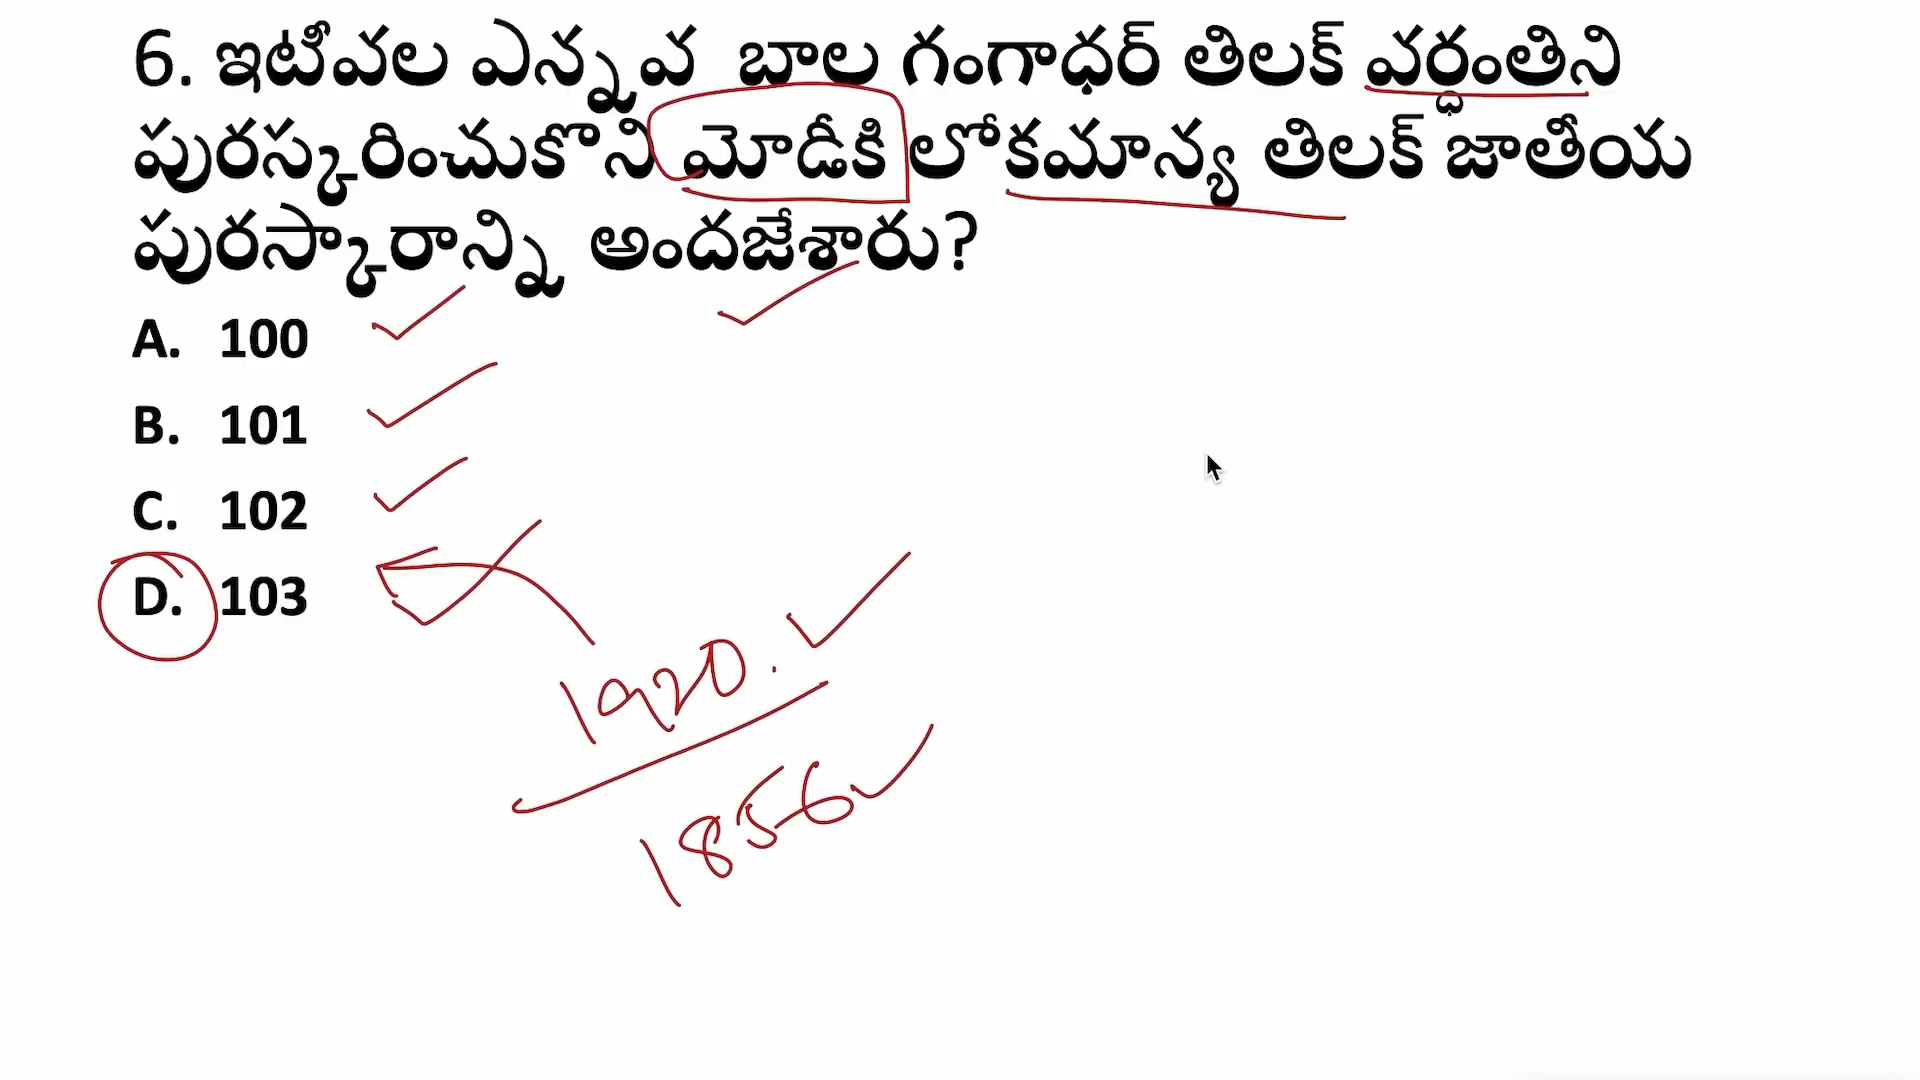 6. ఇటీవల ఎన్నవ బాల గంగాధర్ తిలక్ వర్ధంతిని
పురస్కరించుకొని మోడీకి లోకమాన్య తిలక్ జాతీయ
పురస్కారాన్ని అందజేశారు?
A. 100
B. 101
C. 102
D. 103
1920.
1856